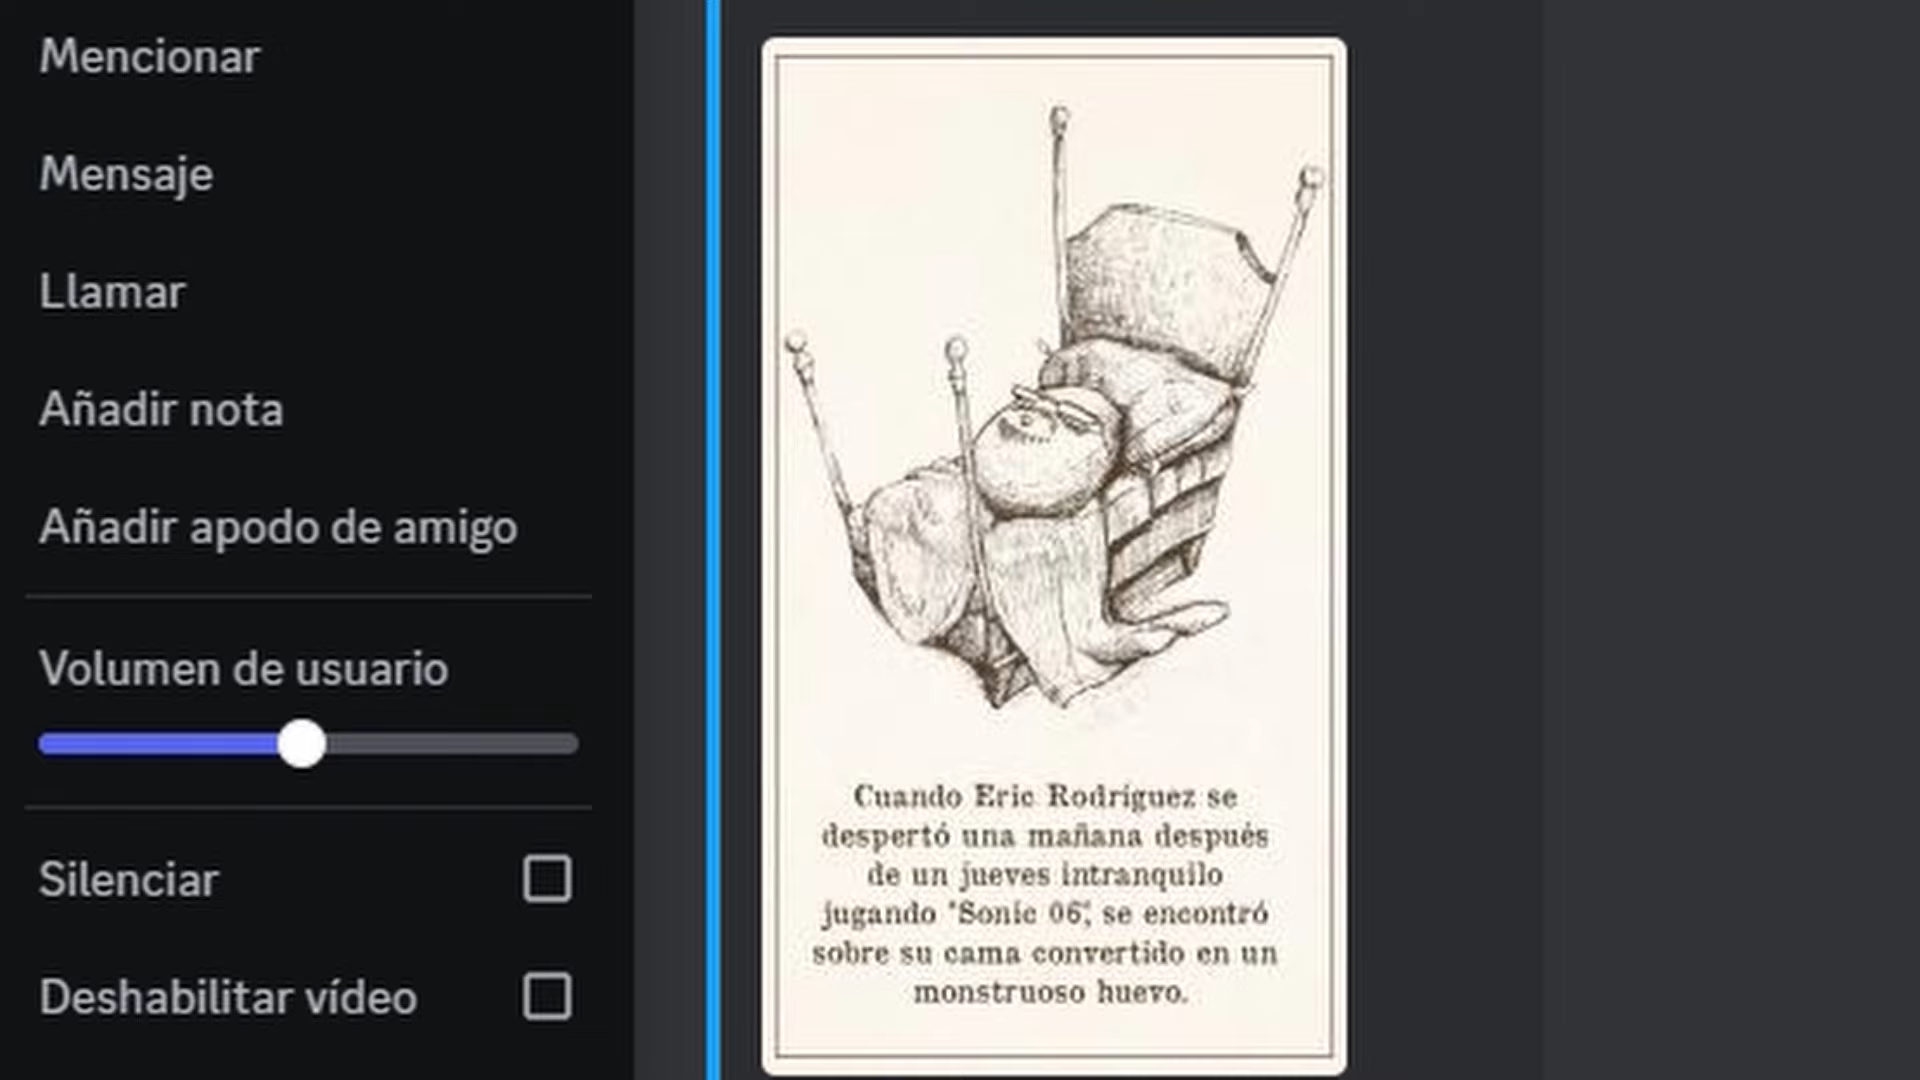 Mencionar
Mensaje
Llamar
Añadir nota
Añadir apodo de amigo
Volumen de usuario
Silenciar
Deshabilitar vídeo
Cuando Eric Rodríguez se
despertó una mañana después
de un jueves intranquilo
jugando "Sonic 06", se encontró
sobre su cama convertido en un
monstruoso huevo.